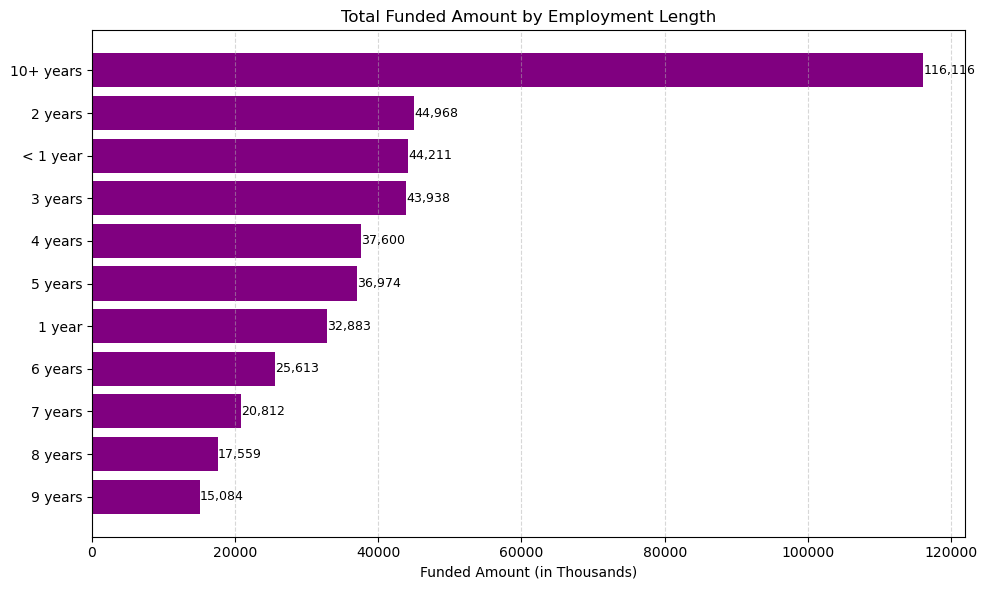 Total Funded Amount by Employment Length
10+ years 116,116
2 years 44,968
< 1 year 44,211
3 years 43,938
4 years 37,600
5 years 36,974
1 year 32,883
6 years 25,613
7 years 20,812
8 years 17,559
9 years 15,084
0 20000 40000 60000 80000 100000 120000
Funded Amount (in Thousands)